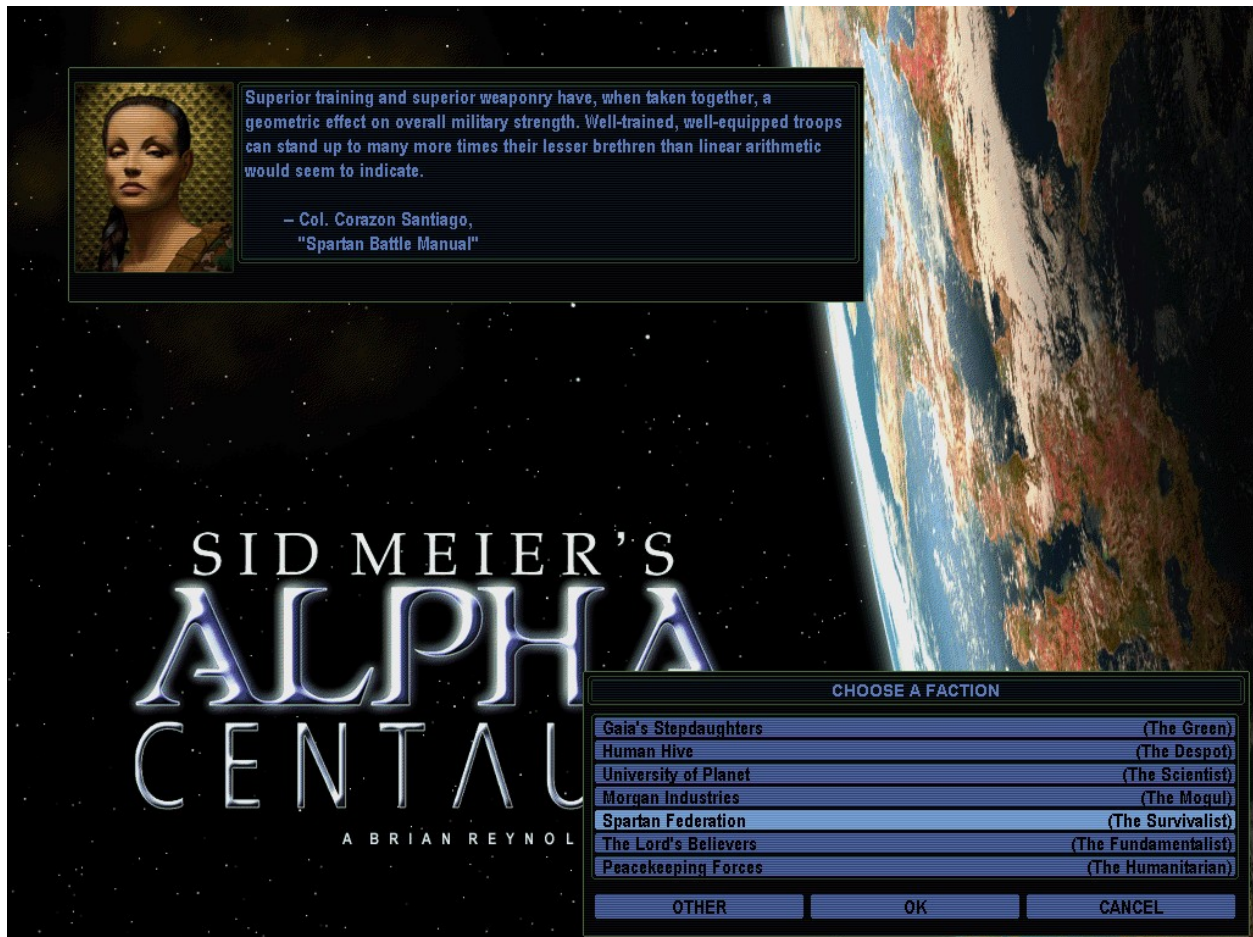 Superior training and superior weaponry have, when taken together, a
geometric effect on overall military strength. Well-trained, well-equipped troops
can stand up to many more times their lesser brethren than linear arithmetic
would seem to indicate.
– Col. Corazon Santiago,
"Spartan Battle Manual"
SID MEIER'S
ALPHA
CENTAU
A BRIAN REYNOL
CHOOSE A FACTION
Gaia's Stepdaughters (The Green)
Human Hive (The Despot)
University of Planet (The Scientist)
Morgan Industries (The Mogul)
Spartan Federation (The Survivalist)
The Lord's Believers (The Fundamentalist)
Peacekeeping Forces (The Humanitarian)
OTHER OK CANCEL